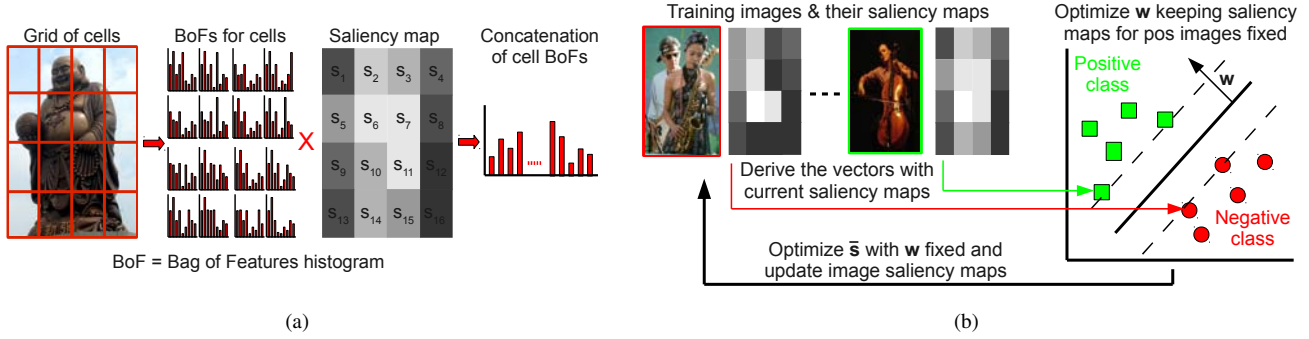 Grid of cells
BoFs for cells
Saliency map
Concatenation
of cell BoFs
S1 S2 S3 S4
S5 S6 S7 S8
S9 S10 S11 S12
S13 S14 S15 S16
X
BoF = Bag of Features histogram
(a)
Training images & their saliency maps
Derive the vectors with
current saliency maps
Optimize s̄ with w fixed and
update image saliency maps
Optimize w keeping saliency
maps for pos images fixed
Positive
class
w
Negative
class
(b)